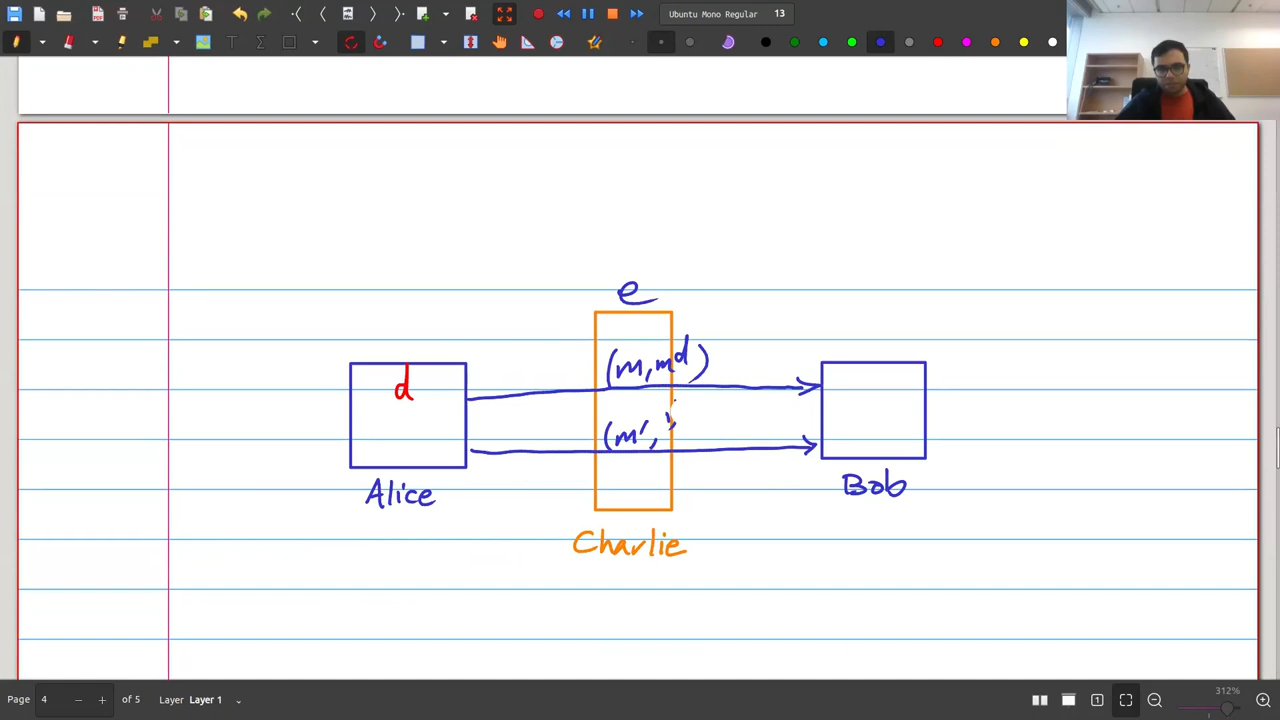 Ubuntu Mono Regular 13
e
d
(m, m^d)
(m',
Alice
Bob
Charlie
Page 4 of 5 Layer Layer 1
312%